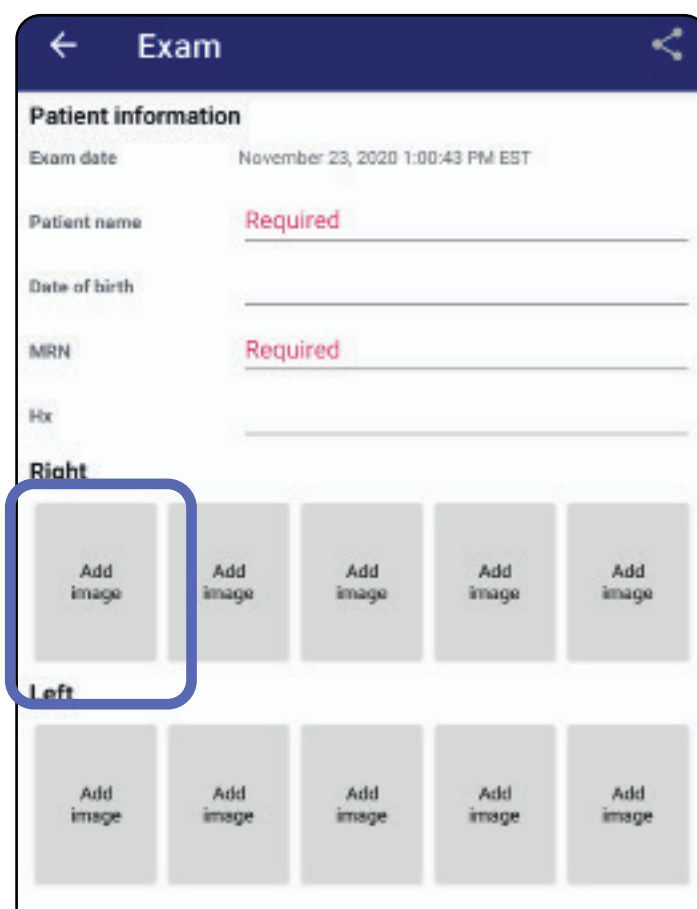 Exam
Patient information
Exam date November 23, 2020 1:00:43 PM EST
Patient name Required
Date of birth
MRN Required
Hx
Right
Add image Add image Add image Add image Add image
Left
Add image Add image Add image Add image Add image